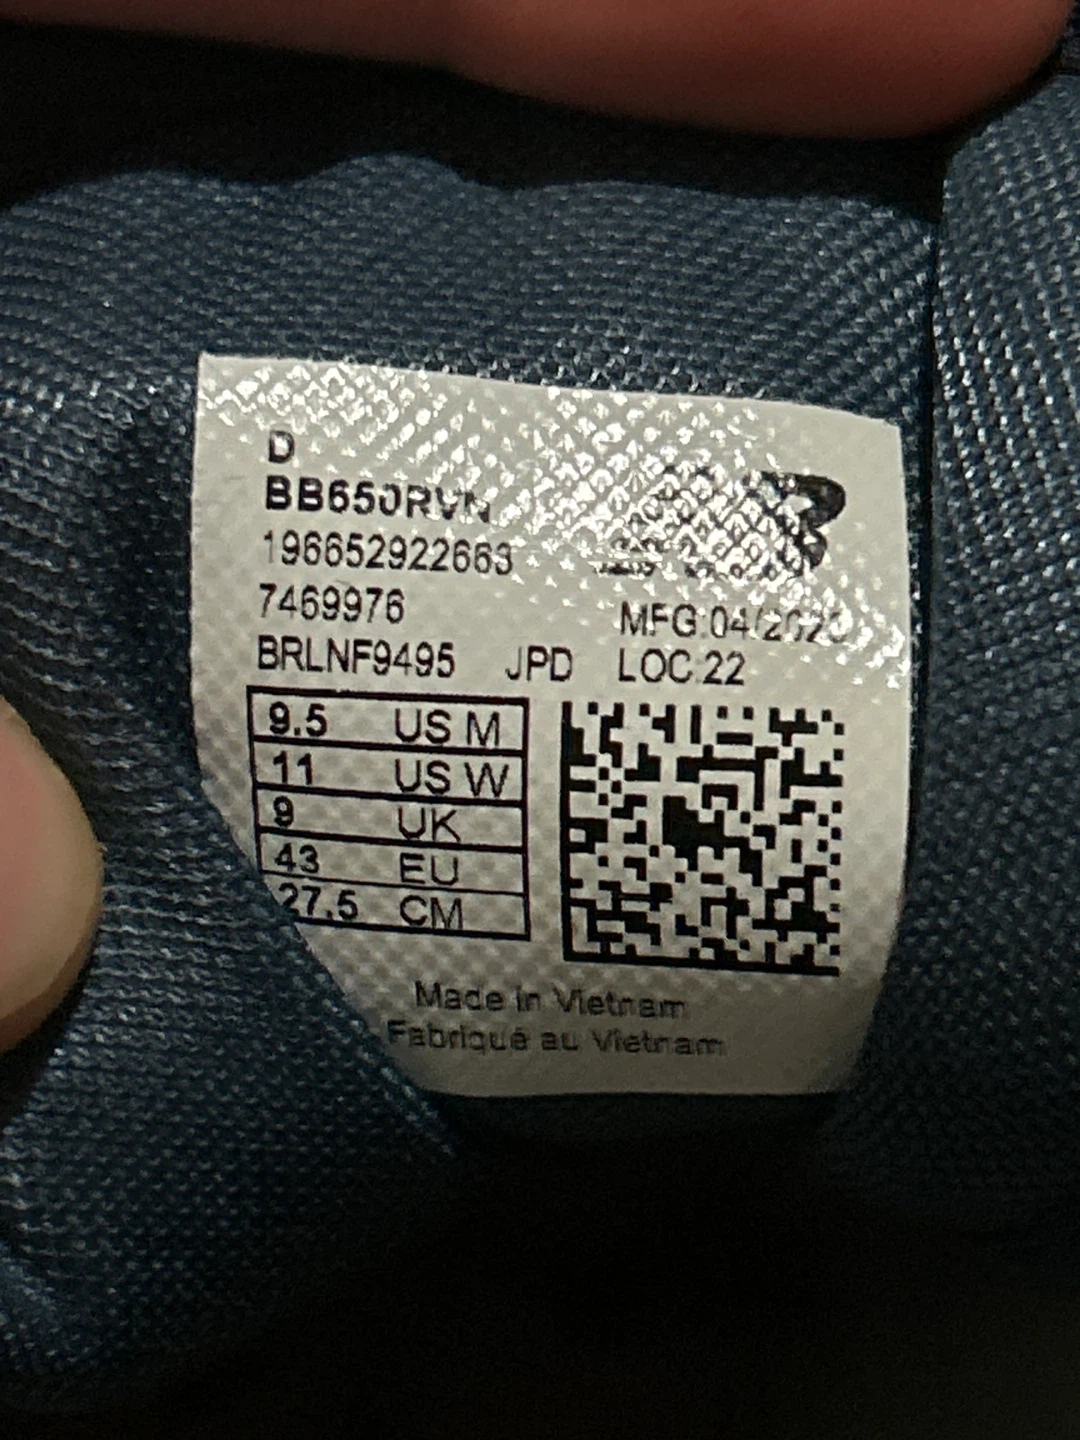 D
BB650RVN
196652922663
7469976
MFG:04/2023
BRLNF9495 JPD LOC:22
9.5 US M
11 US W
9 UK
43 EU
27.5 CM
Made in Vietnam
Fabriqué au Vietnam